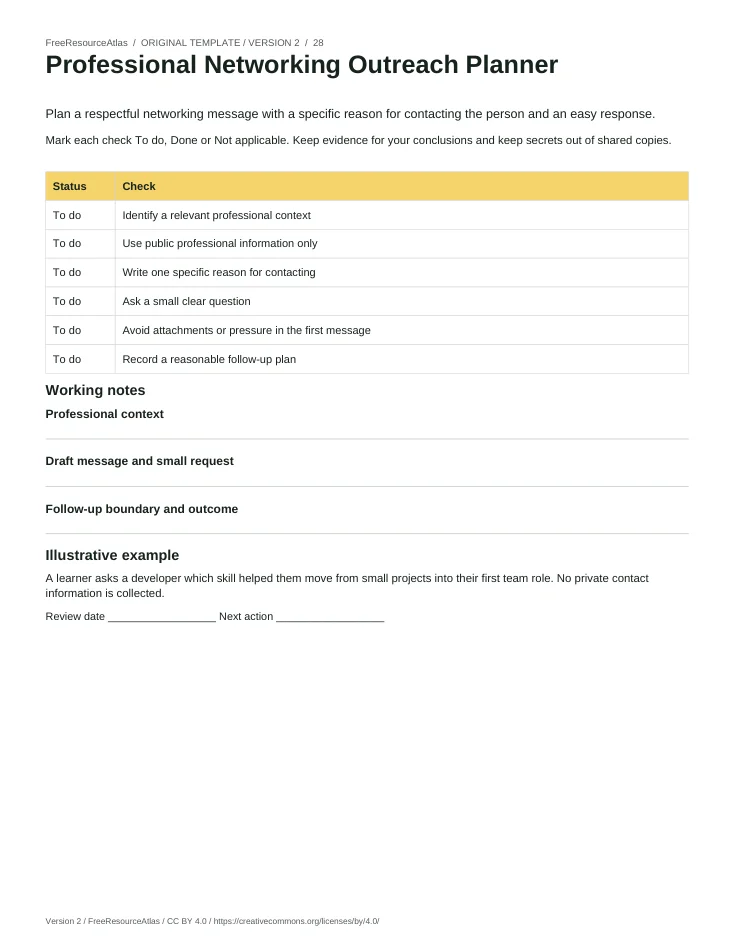 FreeResourceAtlas / ORIGINAL TEMPLATE / VERSION 2 / 28
Professional Networking Outreach Planner
Plan a respectful networking message with a specific reason for contacting the person and an easy response.
Mark each check To do, Done or Not applicable. Keep evidence for your conclusions and keep secrets out of shared copies.
Status Check
To do Identify a relevant professional context
To do Use public professional information only
To do Write one specific reason for contacting
To do Ask a small clear question
To do Avoid attachments or pressure in the first message
To do Record a reasonable follow-up plan
Working notes
Professional context
Draft message and small request
Follow-up boundary and outcome
Illustrative example
A learner asks a developer which skill helped them move from small projects into their first team role. No private contact
information is collected.
Review date __________________ Next action __________________
Version 2 / FreeResourceAtlas / CC BY 4.0 / https://creativecommons.org/licenses/by/4.0/